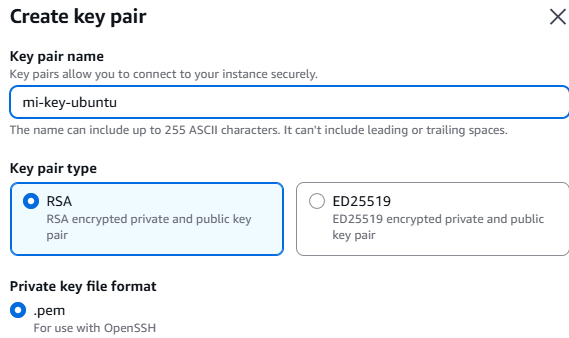 Create key pair
Key pair name
Key pairs allow you to connect to your instance securely.
mi-key-ubuntu
The name can include up to 255 ASCII characters. It can't include leading or trailing spaces.
Key pair type
RSA
RSA encrypted private and public key
pair
ED25519
ED25519 encrypted private and public
key pair
Private key file format
.pem
For use with OpenSSH